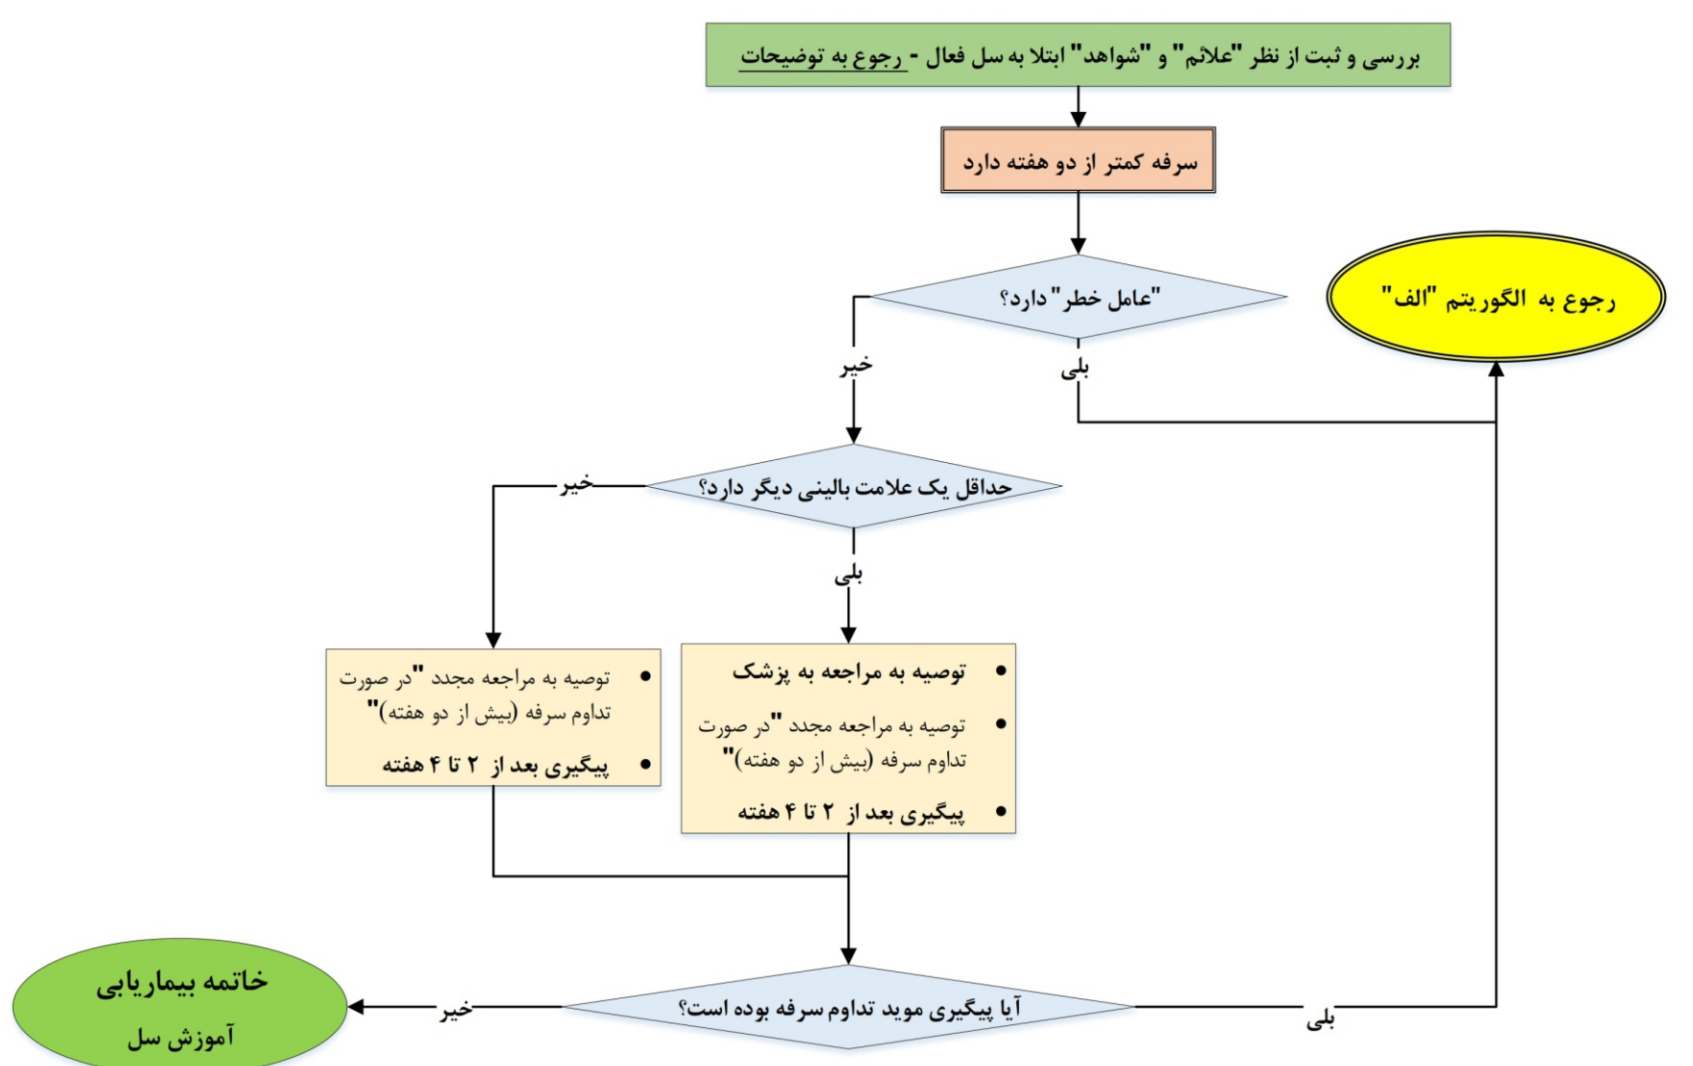 بررسی و ثبت از نظر "علائم" و "شواهد" ابتلا به سل فعال - رجوع به توضیحات
سرفه کمتر از دو هفته دارد
"عامل خطر" دارد؟
رجوع به الگوریتم "الف"
خیر
بلی
حداقل یک علامت بالینی دیگر دارد؟
خیر
بلی
• توصیه به مراجعه به پزشک
• توصیه به مراجعه مجدد "در صورت
تداوم سرفه (بیش از دو هفته)"
• پیگیری بعد از ۲ تا ۴ هفته
• توصیه به مراجعه مجدد "در صورت
تداوم سرفه (بیش از دو هفته)"
• پیگیری بعد از ۲ تا ۴ هفته
آیا پیگیری موید تداوم سرفه بوده است؟
بلی
خیر
خاتمه بیماریابی
آموزش سل